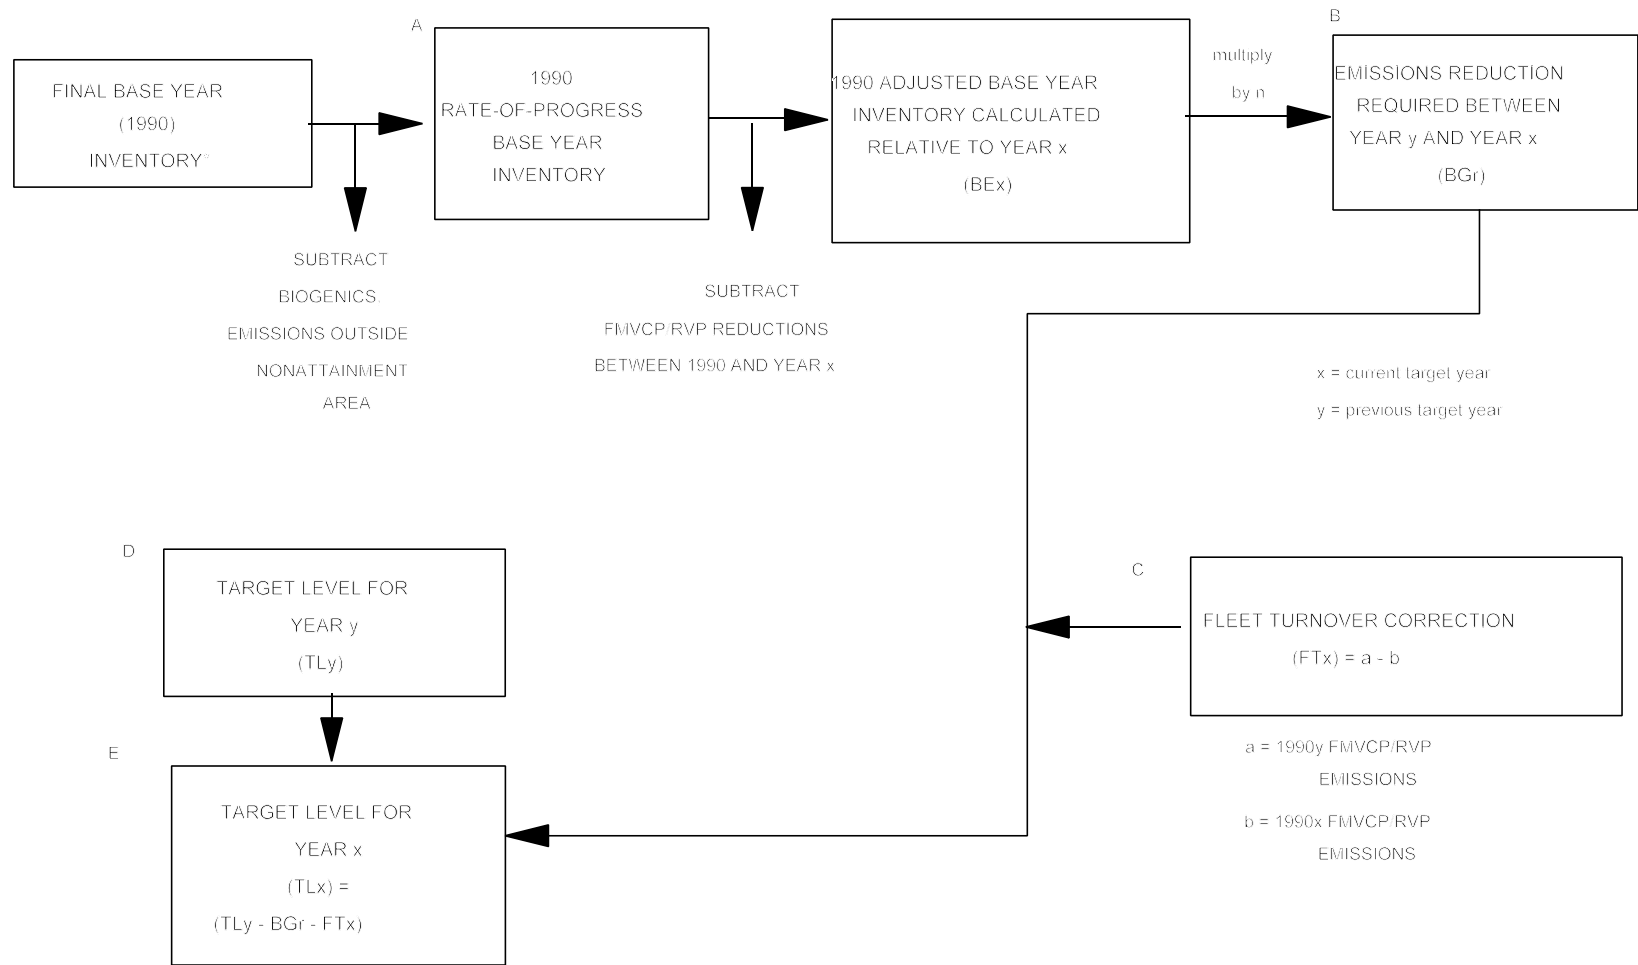 A
B
FINAL BASE YEAR
(1990)
INVENTORY
1990
RATE-OF-PROGRESS
BASE YEAR
INVENTORY
1990 ADJUSTED BASE YEAR
INVENTORY CALCULATED
RELATIVE TO YEAR x
(BEx)
multiply
by n
EMISSIONS REDUCTION
REQUIRED BETWEEN
YEAR y AND YEAR x
(BGr)
SUBTRACT
BIOGENICS.
EMISSIONS OUTSIDE
NONATTAINMENT
AREA
SUBTRACT
FMVCP/RVP REDUCTIONS
BETWEEN 1990 AND YEAR x
x = current target year
y = previous target year
D
TARGET LEVEL FOR
YEAR y
(TLy)
C
FLEET TURNOVER CORRECTION
(FTx) = a - b
a = 1990y FMVCP/RVP
EMISSIONS
b = 1990x FMVCP/RVP
EMISSIONS
E
TARGET LEVEL FOR
YEAR x
(TLx) =
(TLy - BGr - FTx)